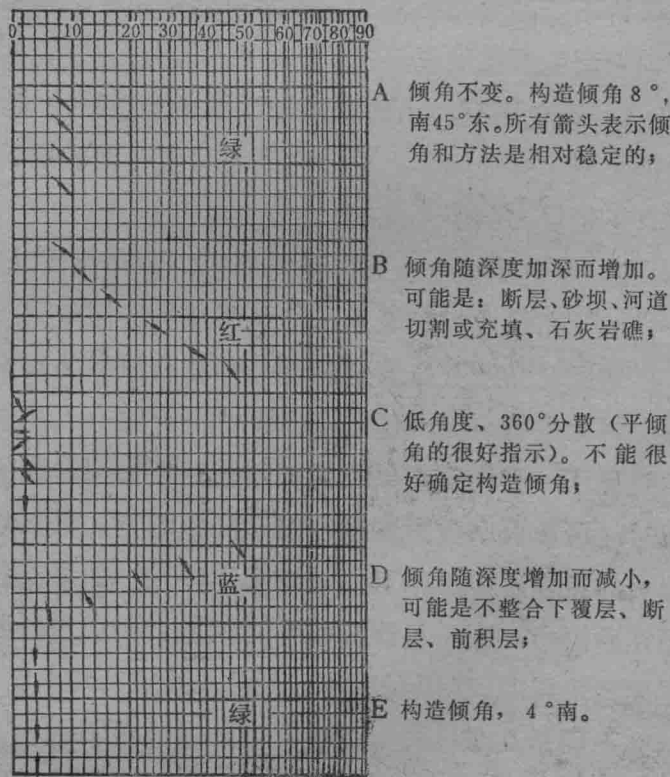 0 10 20 30 40 50 60 70 80 90
A 倾角不变。构造倾角8°,
南45°东。所有箭头表示倾
角和方法是相对稳定的;
绿
B 倾角随深度加深而增加。
可能是:断层、砂坝、河道
切割或充填、石灰岩礁;
红
C 低角度、360°分散(平倾
角的很好指示)。不能很
好确定构造倾角;
D 倾角随深度增加而减小,
可能是不整合下覆层、断
层、前积层;
蓝
E 构造倾角,4°南。
绿